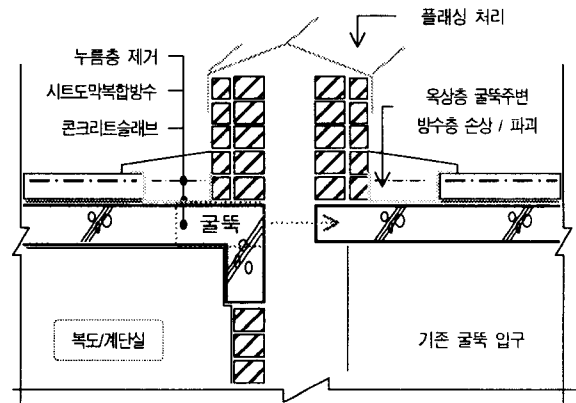 플래싱 처리
누름층 제거
시트도막복합방수
콘크리트슬래브
옥상층 굴뚝주변
방수층 손상 / 파괴
굴뚝
복도/계단실
기존 굴뚝 입구